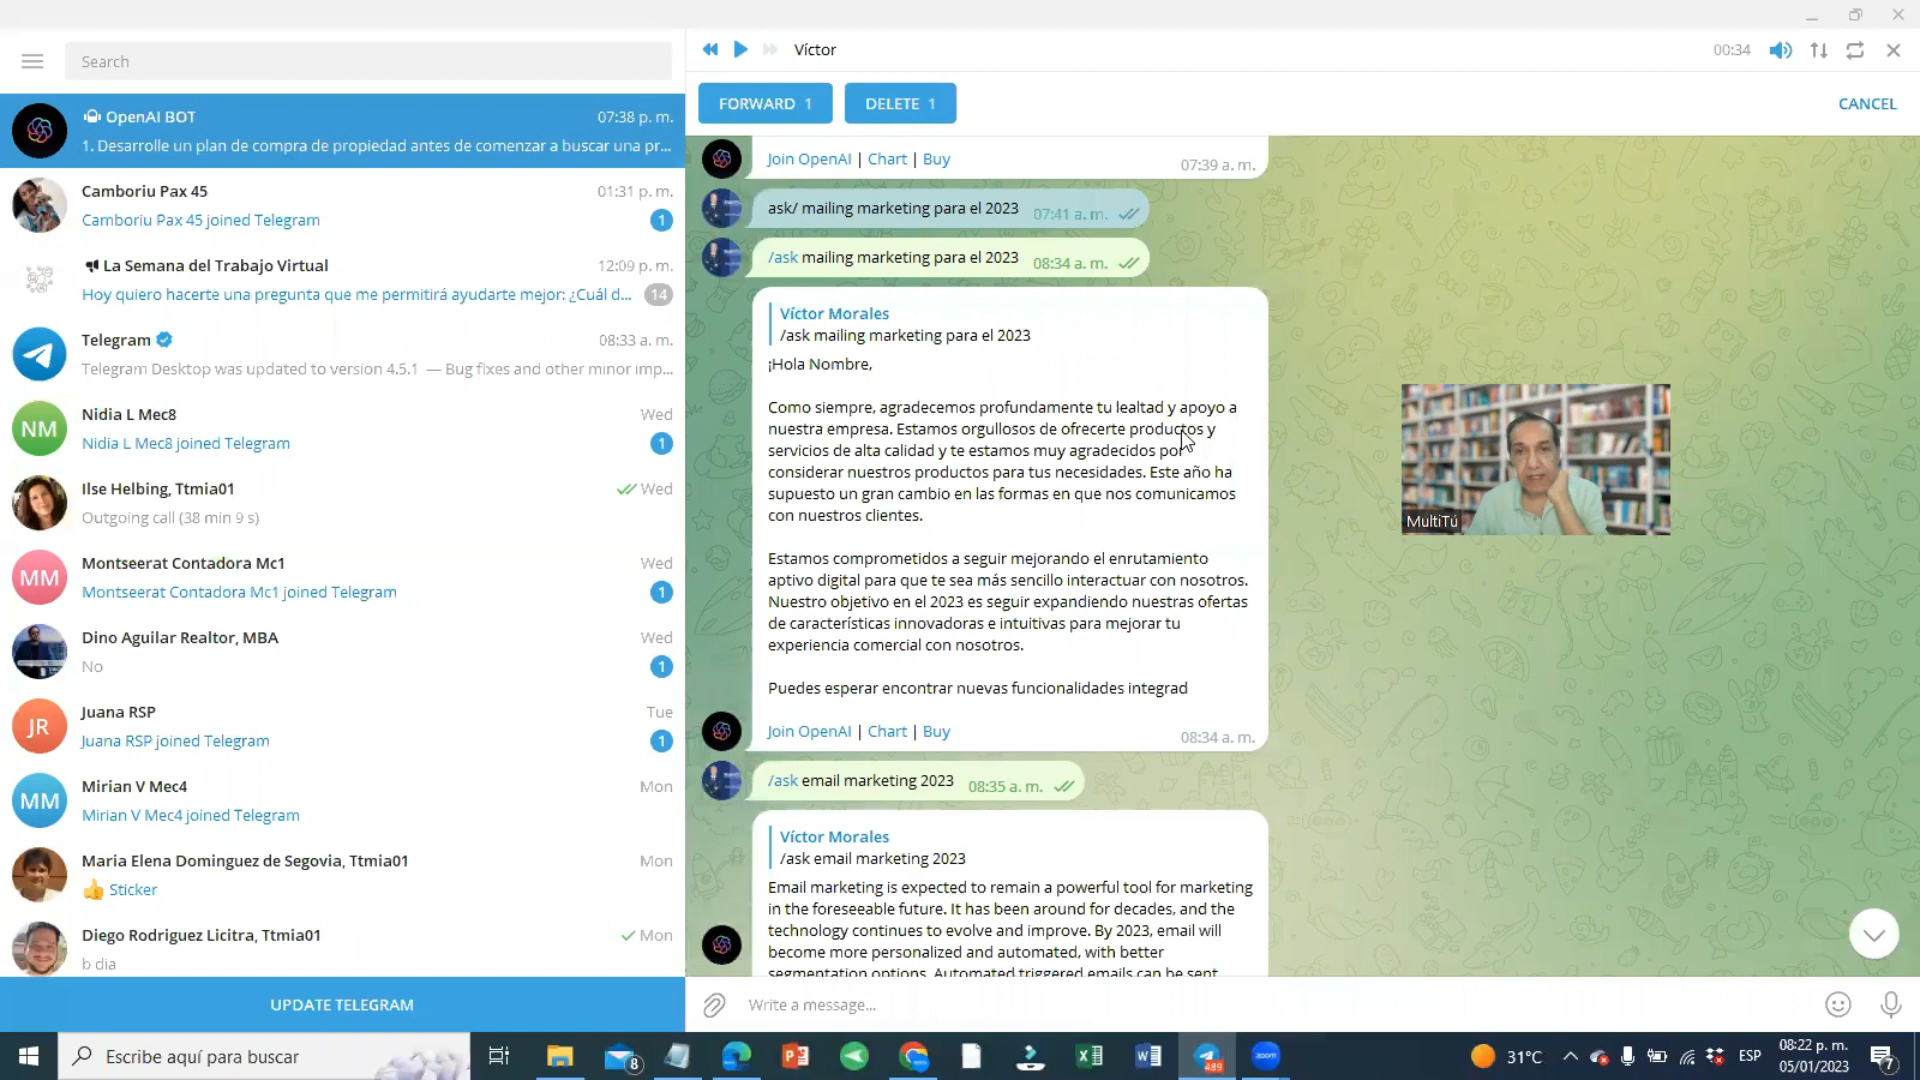 Search
OpenAI BOT 07:38 p. m.
1. Desarrolle un plan de compra de propiedad antes de comenzar a buscar una pr...
Camboriu Pax 45 01:31 p. m.
Camboriu Pax 45 joined Telegram 1
La Semana del Trabajo Virtual 12:09 p. m.
Hoy quiero hacerte una pregunta que me permitirá ayudarte mejor: ¿Cuál d... 14
Telegram 08:33 a. m.
Telegram Desktop was updated to version 4.5.1 — Bug fixes and other minor imp...
NM
Nidia L Mec8 Wed
Nidia L Mec8 joined Telegram 1
Ilse Helbing, Ttmia01 Wed
Outgoing call (38 min 9 s)
MM
Montseerat Contadora Mc1 Wed
Montseerat Contadora Mc1 joined Telegram 1
Dino Aguilar Realtor, MBA Wed
No 1
JR
Juana RSP Tue
Juana RSP joined Telegram 1
MM
Mirian V Mec4 Mon
Mirian V Mec4 joined Telegram
Maria Elena Dominguez de Segovia, Ttmia01 Mon
👍 Sticker
Diego Rodriguez Licitra, Ttmia01 Mon
b dia
UPDATE TELEGRAM
Víctor 00:34
FORWARD 1 DELETE 1 CANCEL
Join OpenAI | Chart | Buy 07:39 a. m.
ask/ mailing marketing para el 2023 07:41 a. m.
/ask mailing marketing para el 2023 08:34 a. m.
Víctor Morales
/ask mailing marketing para el 2023
¡Hola Nombre,
Como siempre, agradecemos profundamente tu lealtad y apoyo a
nuestra empresa. Estamos orgullosos de ofrecerte productos y
servicios de alta calidad y te estamos muy agradecidos por
considerar nuestros productos para tus necesidades. Este año ha
supuesto un gran cambio en las formas en que nos comunicamos
con nuestros clientes.
Estamos comprometidos a seguir mejorando el enrutamiento
aptivo digital para que te sea más sencillo interactuar con nosotros.
Nuestro objetivo en el 2023 es seguir expandiendo nuestras ofertas
de características innovadoras e intuitivas para mejorar tu
experiencia comercial con nosotros.
Puedes esperar encontrar nuevas funcionalidades integrad
Join OpenAI | Chart | Buy 08:34 a. m.
/ask email marketing 2023 08:35 a. m.
Víctor Morales
/ask email marketing 2023
Email marketing is expected to remain a powerful tool for marketing
in the foreseeable future. It has been around for decades, and the
technology continues to evolve and improve. By 2023, email will
become more personalized and automated, with better
segmentation options. Automated triggered emails can be sent
MultiTú
Write a message...
Escribe aquí para buscar
8
489
zoom
31°C
ESP
08:22 p. m.
05/01/2023
7